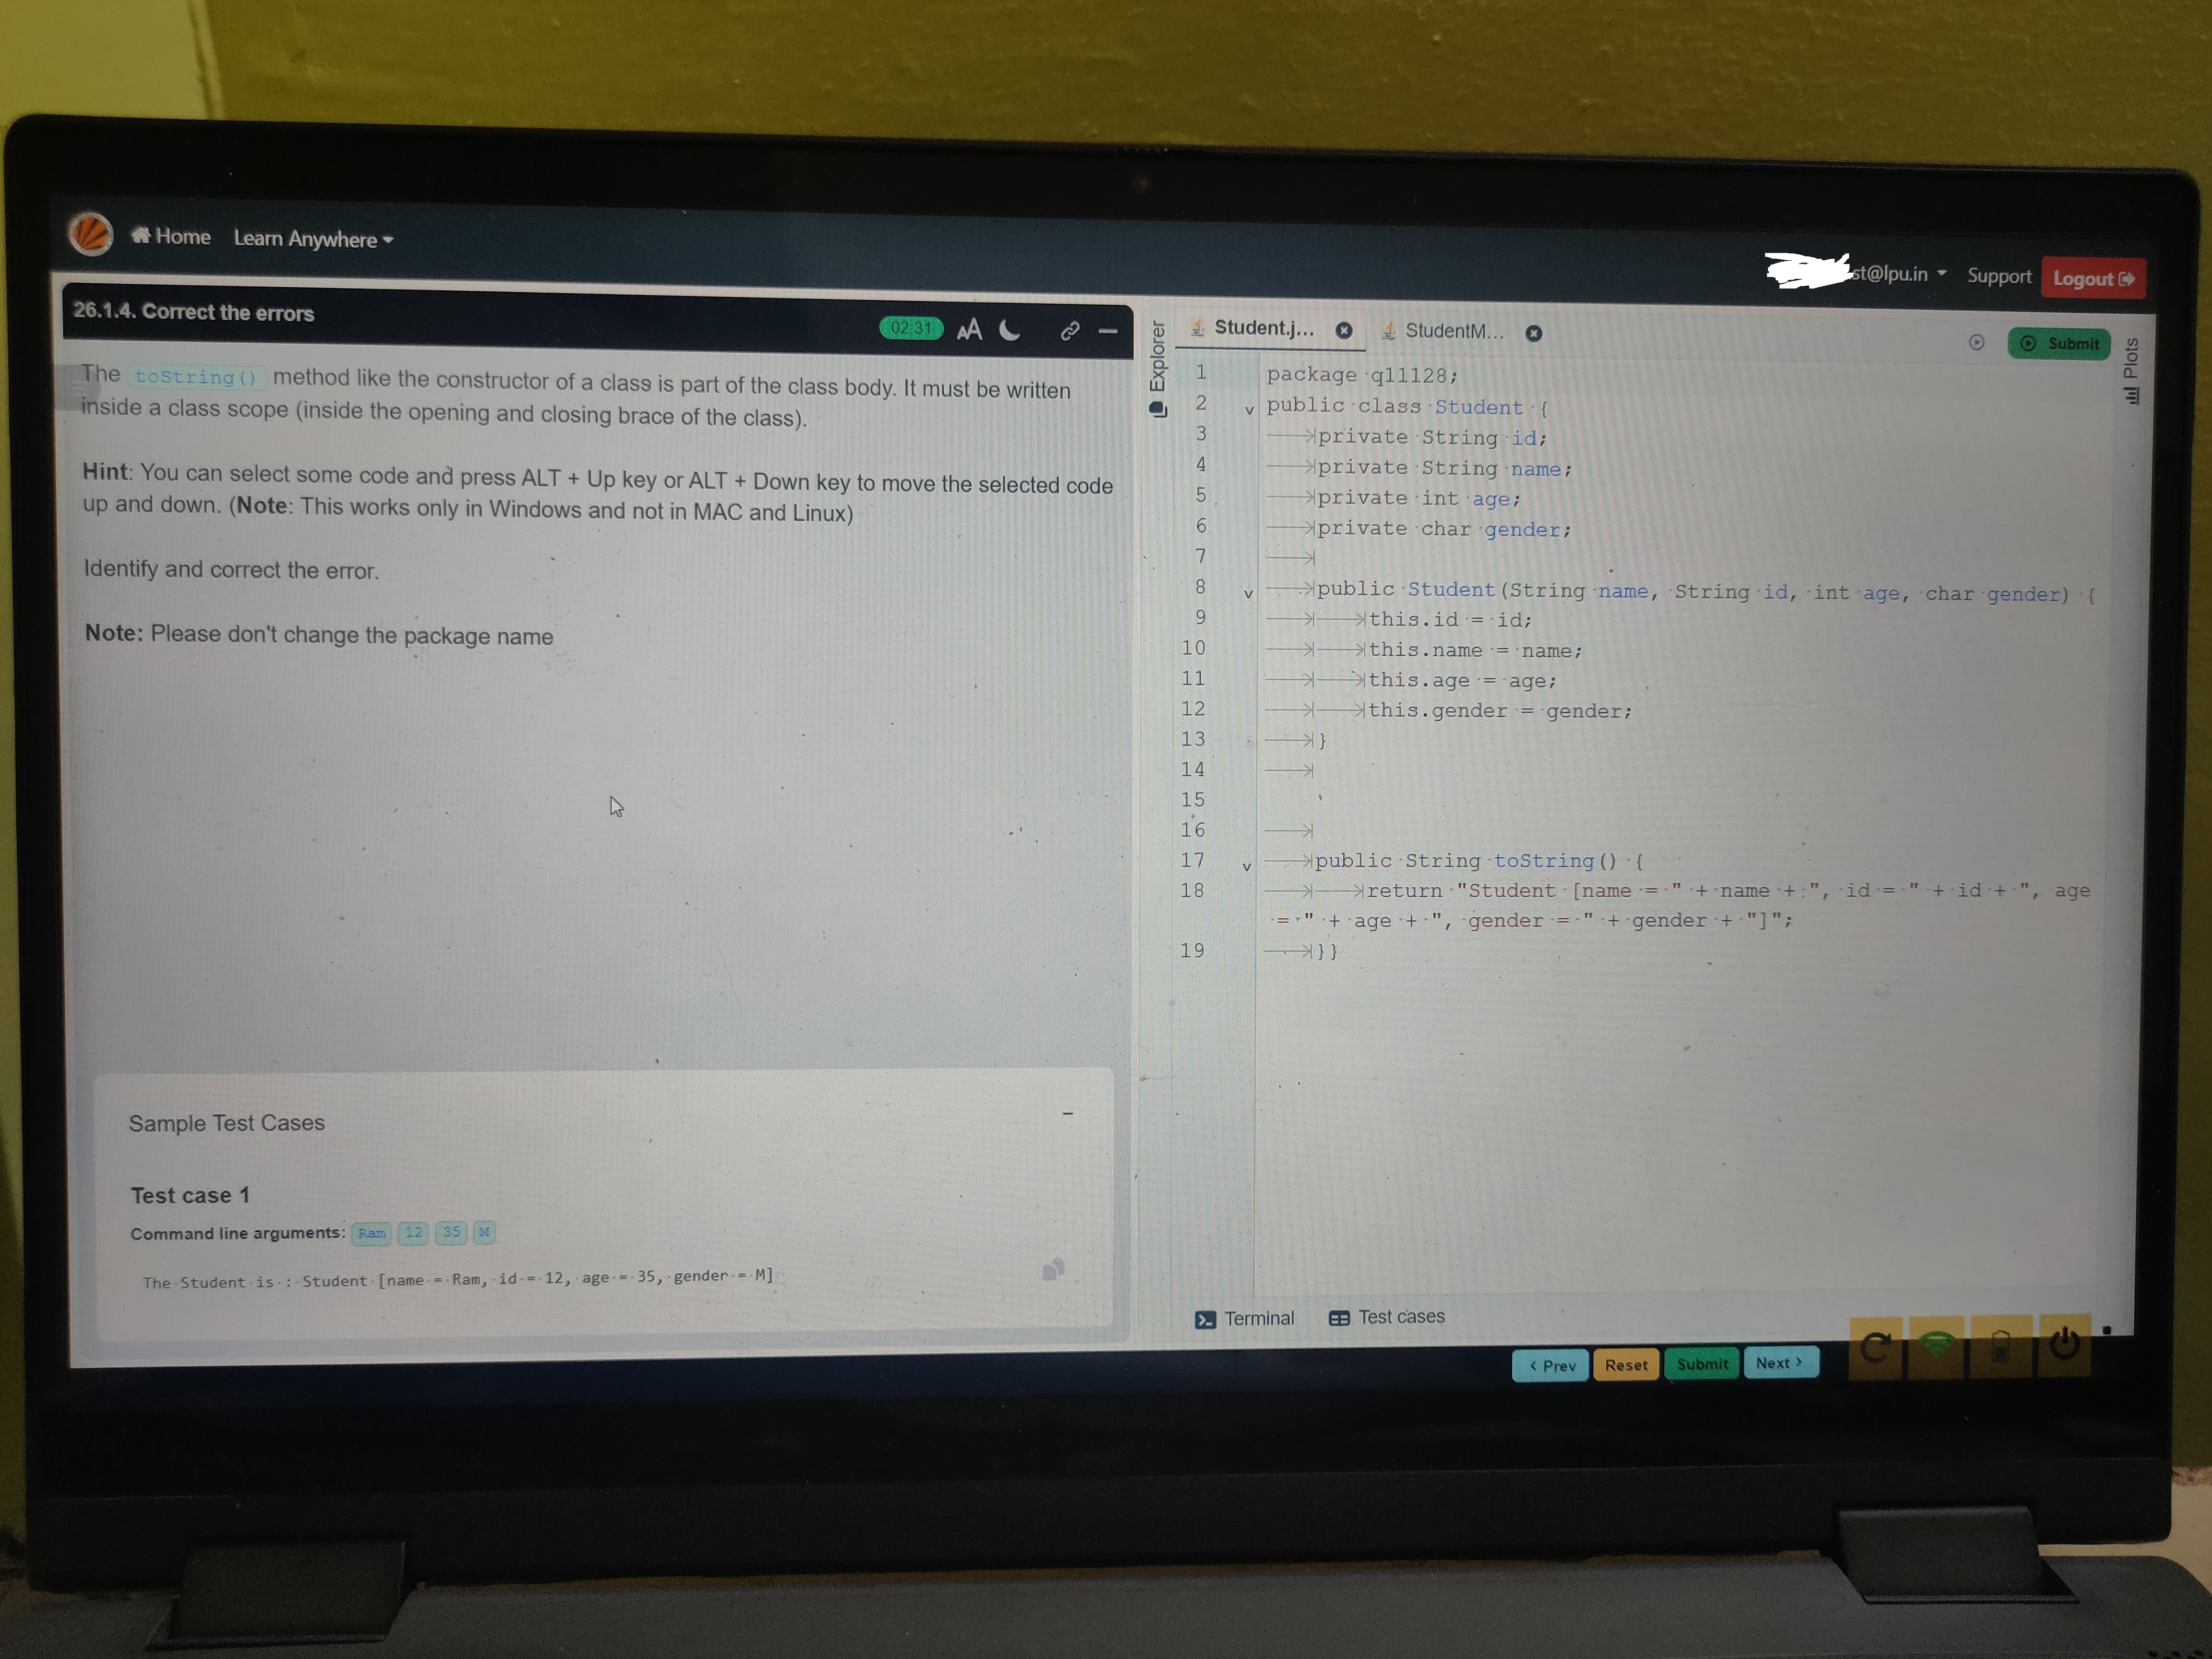 Home Learn Anywhere
st@lpu.in Support Logout
26.1.4. Correct the errors
02:31 AA
The toString() method like the constructor of a class is part of the class body. It must be written
inside a class scope (inside the opening and closing brace of the class).
Hint: You can select some code and press ALT + Up key or ALT + Down key to move the selected code
up and down. (Note: This works only in Windows and not in MAC and Linux)
Identify and correct the error.
Note: Please don't change the package name
Sample Test Cases
Test case 1
Command line arguments: Ram 12 35 M
The Student is : Student [name = Ram, id = 12, age = 35, gender = M]
Explorer
Student.j... StudentM...
Submit
Plots
1 package q11128;
2 public class Student {
3 private String id;
4 private String name;
5 private int age;
6 private char gender;
7
8 public Student(String name, String id, int age, char gender) {
9 this.id = id;
10 this.name = name;
11 this.age = age;
12 this.gender = gender;
13 }
14
15
16
17 public String toString() {
18 return "Student [name = " + name + ", id = " + id + ", age
= " + age + ", gender = " + gender + "]";
19 }}
Terminal Test cases
< Prev Reset Submit Next >